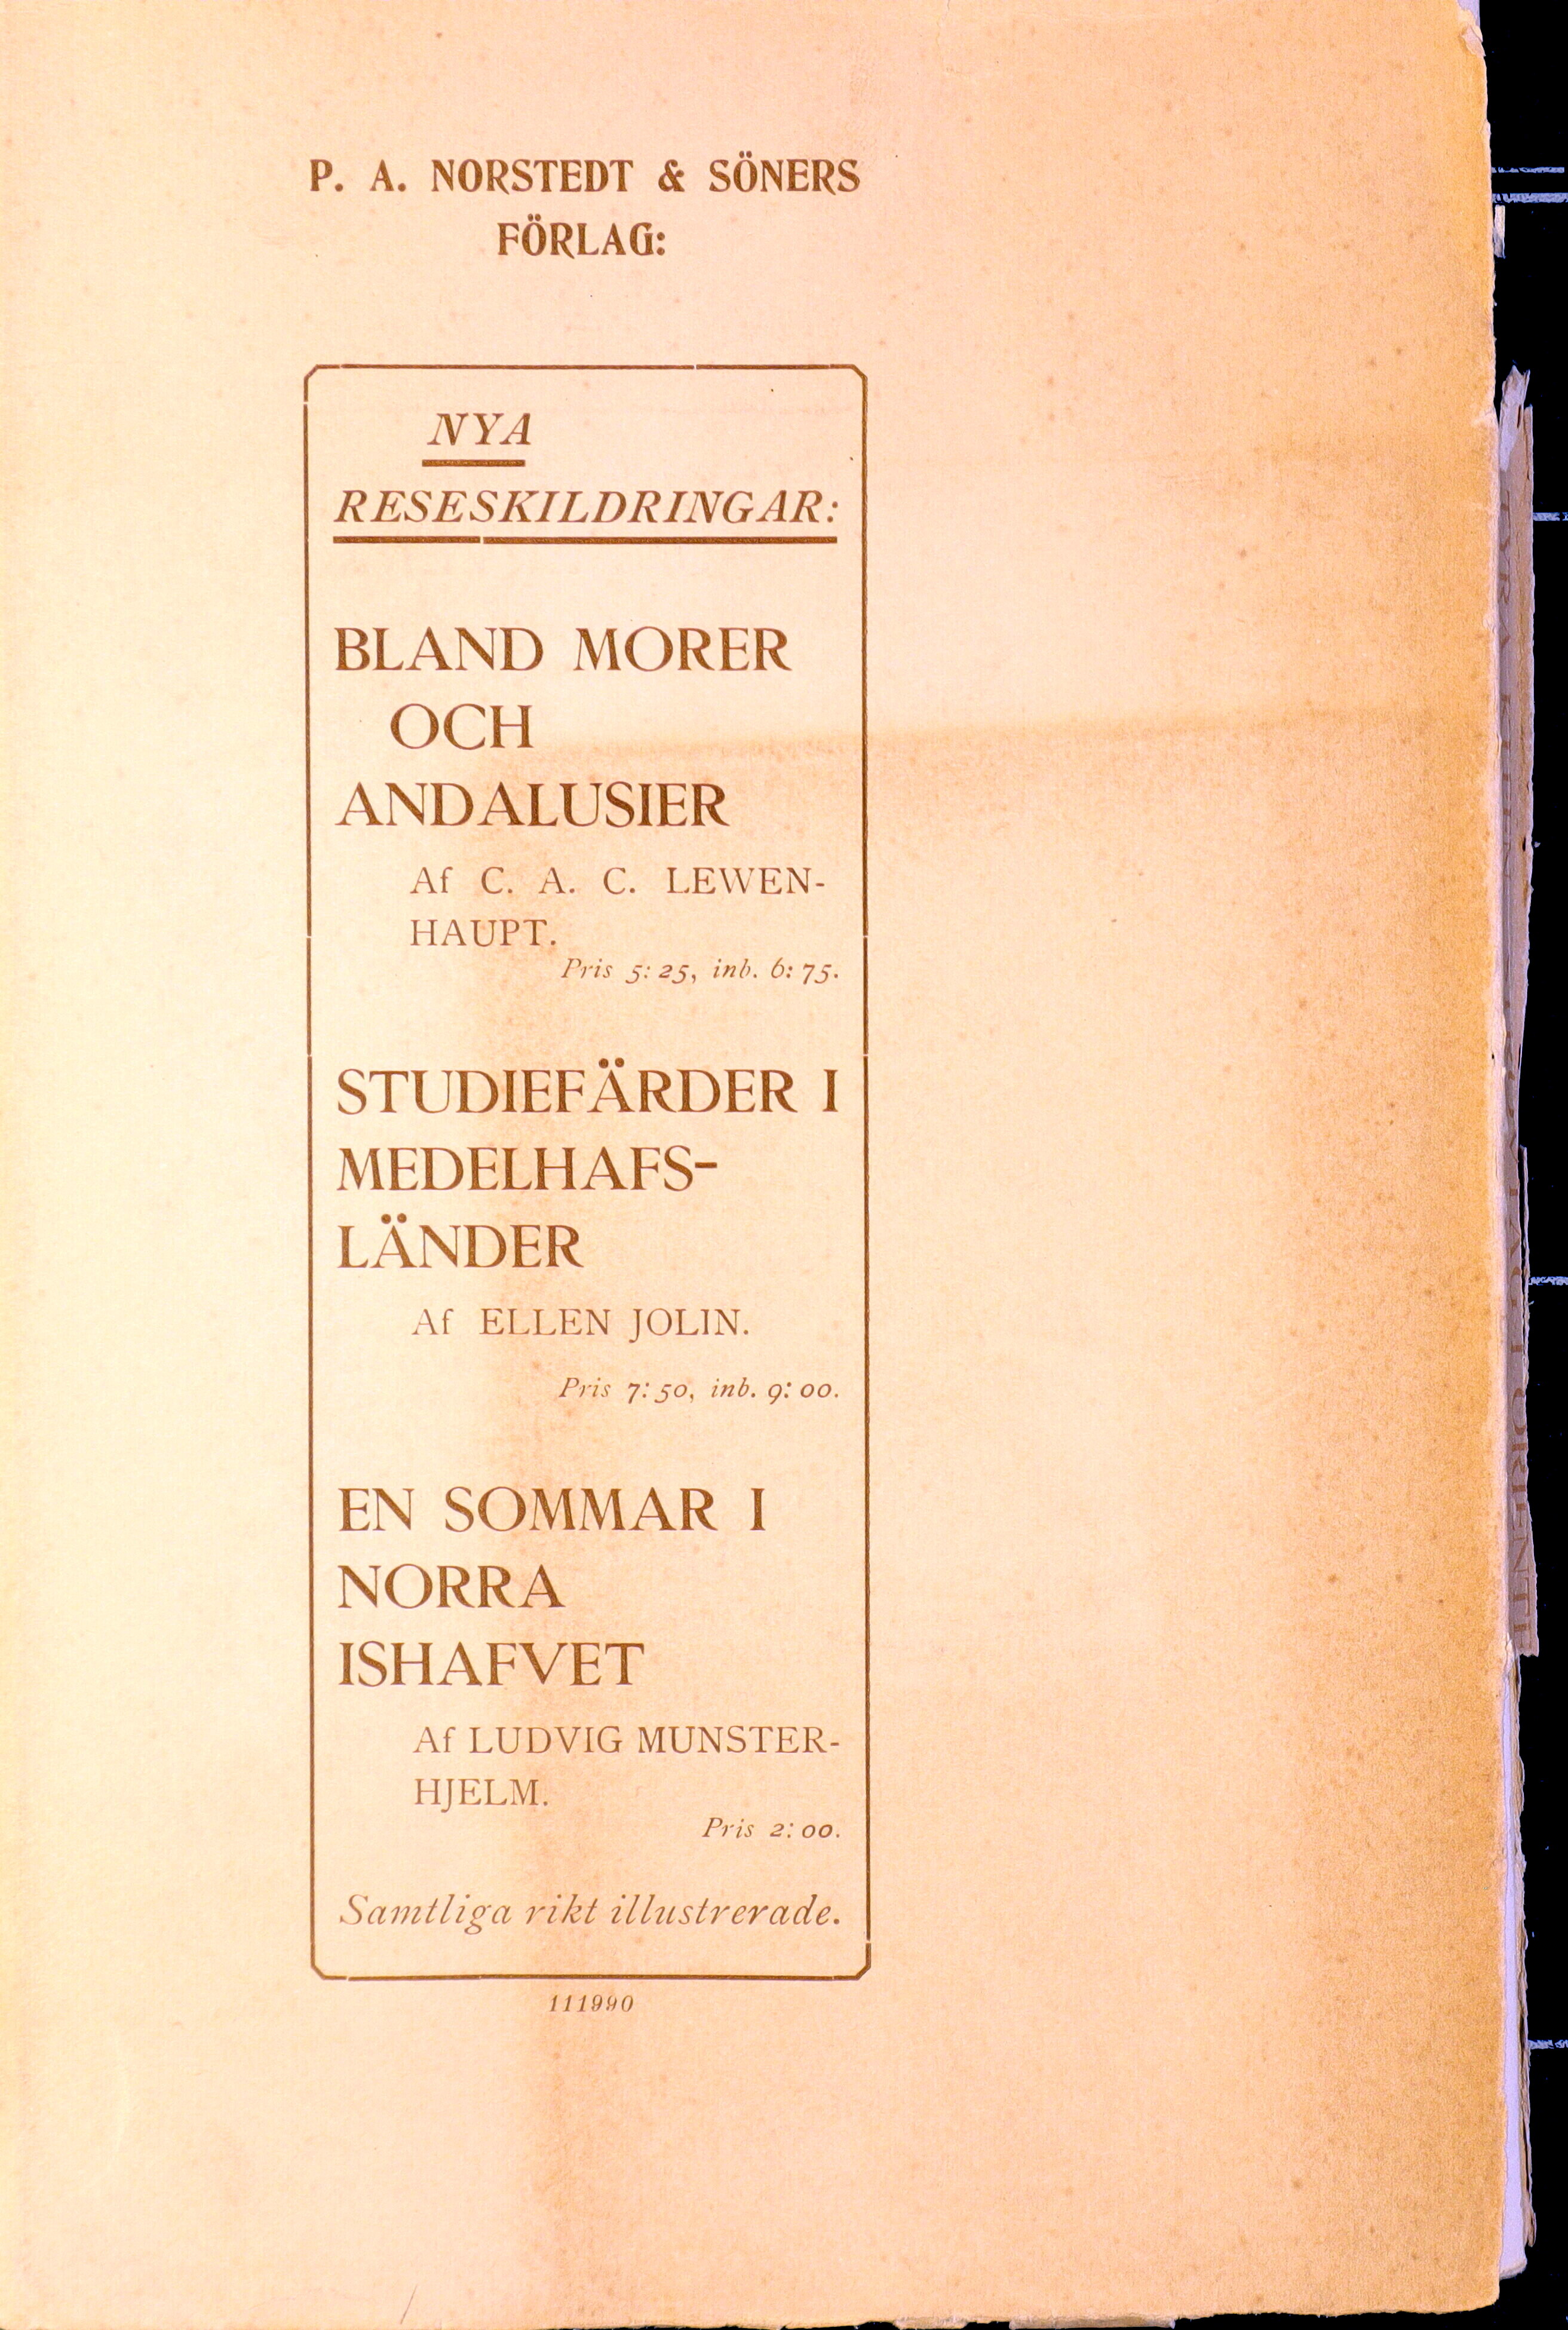 P. A. NORSTEDT & SÖNERS
FÖRLAG:
NYA
RESESKILDRINGAR:
BLAND MORER
OCH
ANDALUSIER
Af C. A. C. LEWEN-
HAUPT.
Pris 5: 25, inb. 6: 75.
STUDIEFÄRDER I
MEDELHAFS-
LÄNDER
Af ELLEN JOLIN.
Pris 7: 50, inb. 9: 00.
EN SOMMAR I
NORRA
ISHAFVET
Af LUDVIG MUNSTER-
HJELM.
Pris 2: 00.
Samtliga rikt illustrerade.
111990